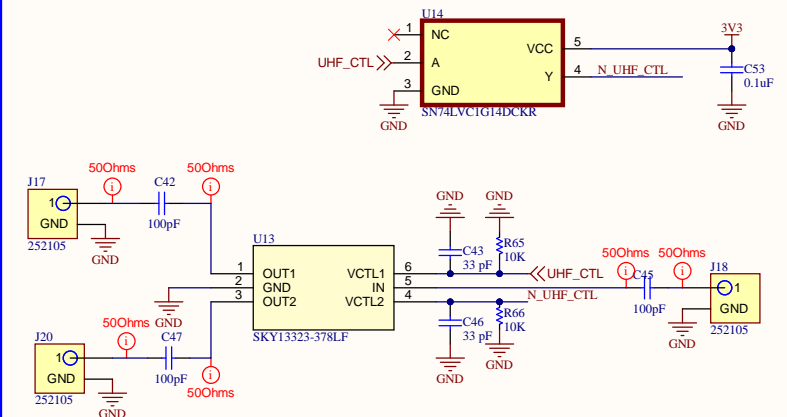 U14
1 NC
VCC 5
3V3
UHF_CTL 2 A
Y 4 N_UHF_CTL
C53
0.1uF
3 GND
GND
SN74LVC1G14DCKR
GND
50Ohms
50Ohms
J17
C42
1
100pF
GND
252105
GND
U13
GND
GND
C43
33 pF
R65
10K
50Ohms
50Ohms
J18
1 OUT1
VCTL1 6
UHF_CTL
C45
2 GND
IN 5
1
3 OUT2
VCTL2 4
N_UHF_CTL
100pF
GND
GND
SKY13323-378LF
C46
33 pF
R66
10K
GND
252105
50Ohms
J20
C47
1
100pF
GND
50Ohms
252105
GND
GND
GND